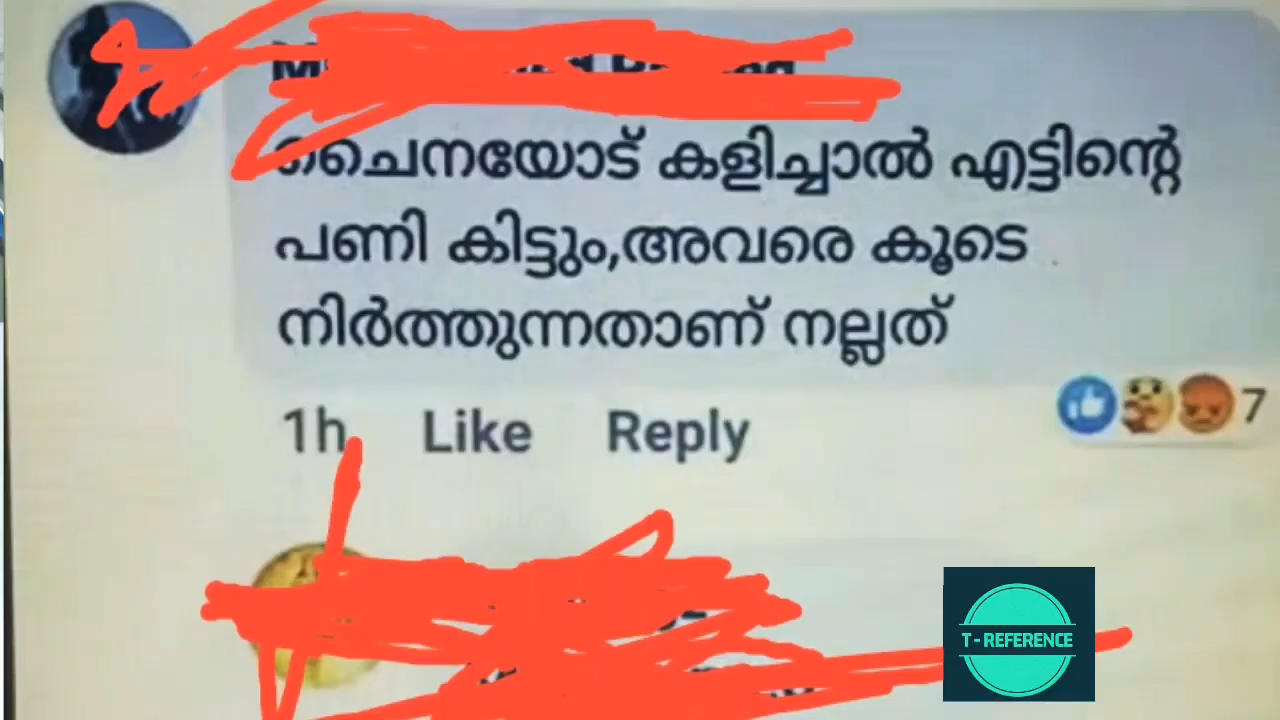 ചൈനയോട് കളിച്ചാൽ എട്ടിന്റെ
പണി കിട്ടും,അവരെ കൂടെ
നിർത്തുന്നതാണ് നല്ലത്
1h Like Reply 7
T - REFERENCE